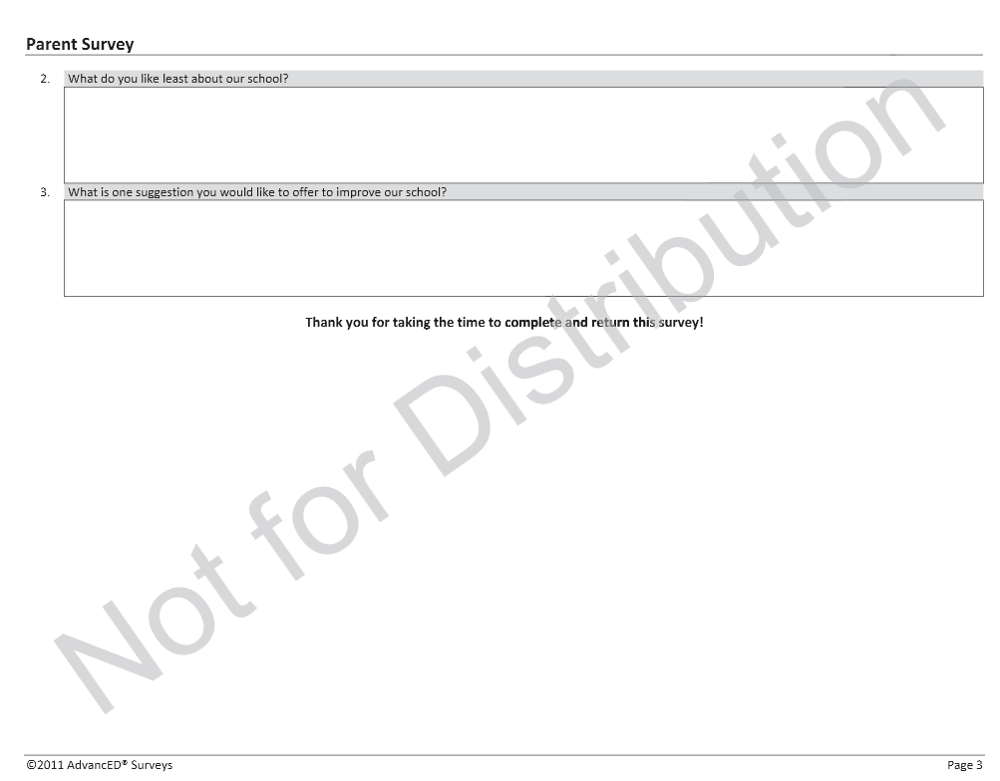 Parent Survey
2. What do you like least about our school?
3. What is one suggestion you would like to offer to improve our school?
Thank you for taking the time to complete and return this survey!
Not for Distribution
©2011 AdvancED® Surveys Page 3